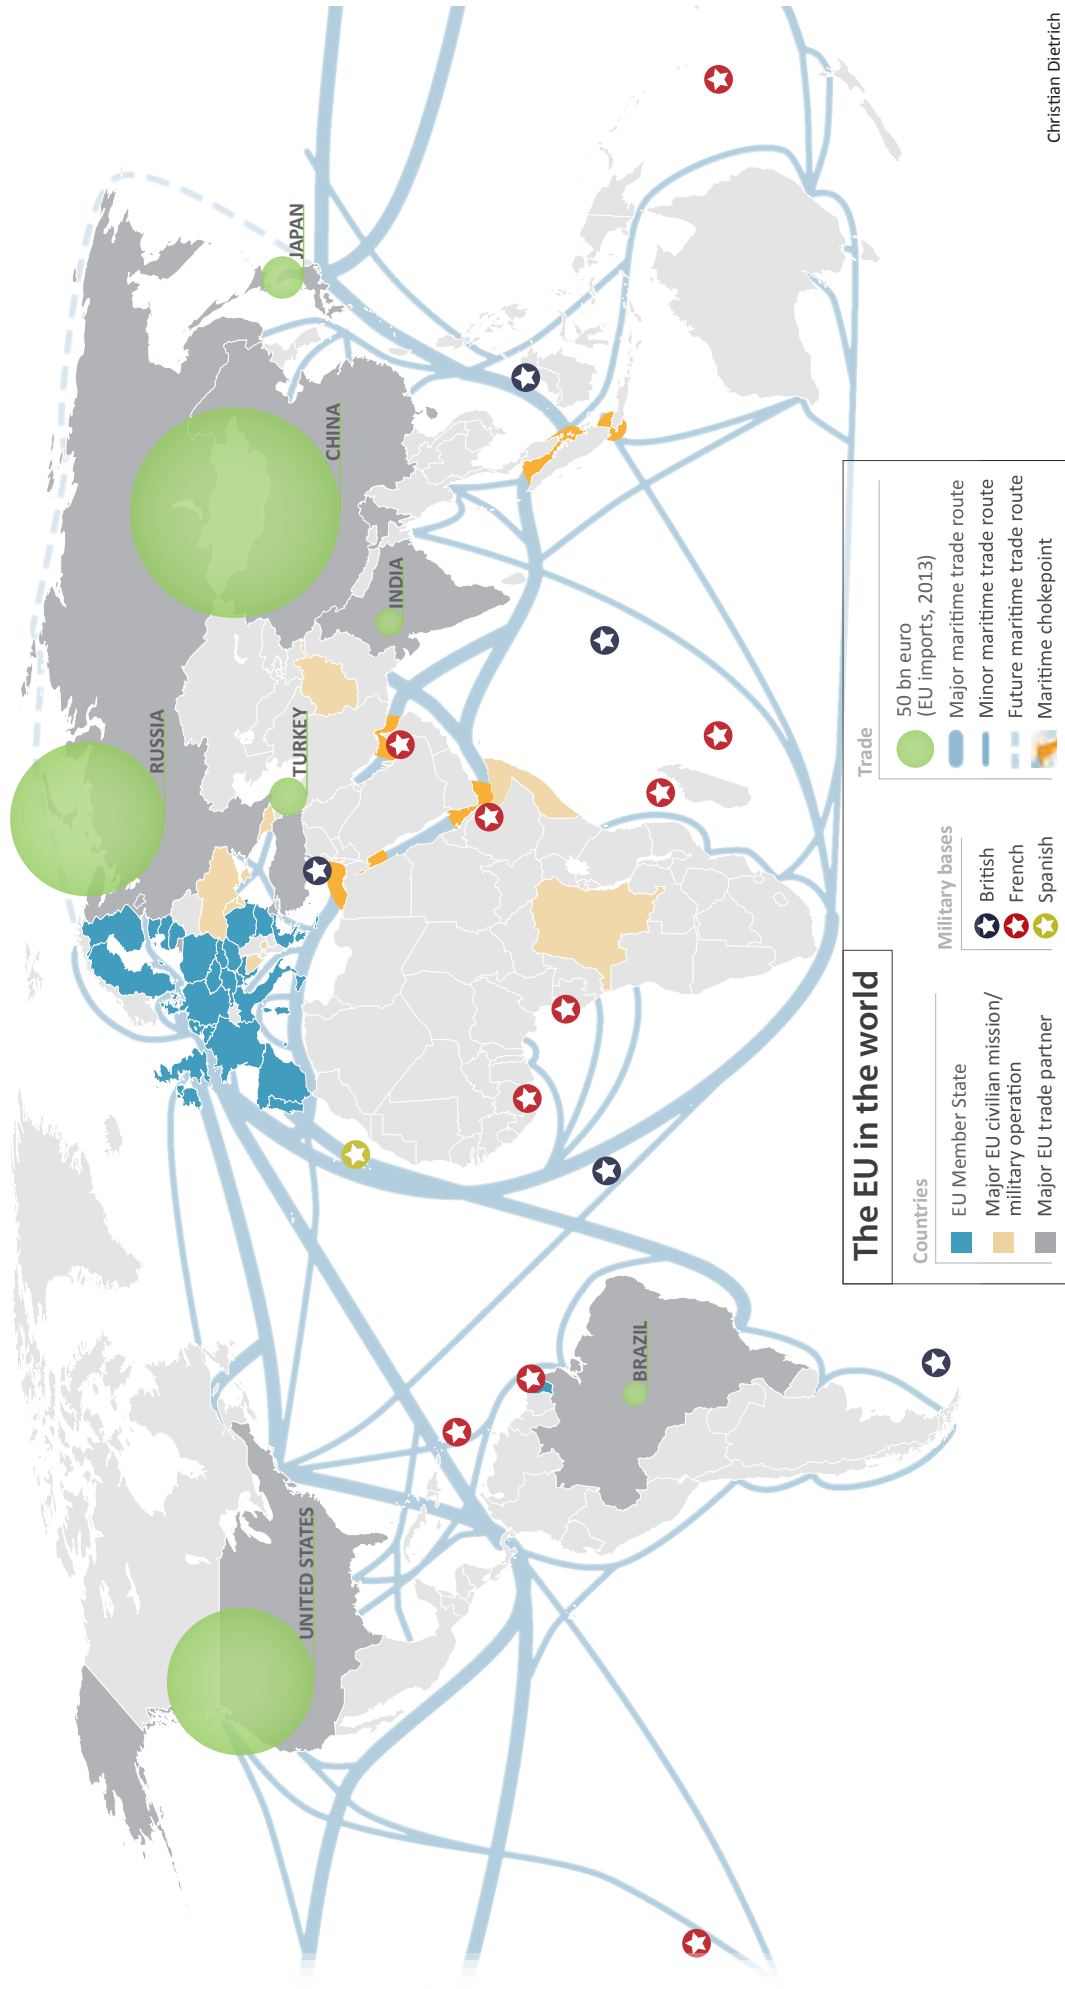 UNITED STATES
BRAZIL
RUSSIA
TURKEY
INDIA
CHINA
JAPAN
The EU in the world
Countries
EU Member State
Major EU civilian mission/
military operation
Major EU trade partner
Military bases
British
French
Spanish
Trade
50 bn euro
(EU imports, 2013)
Major maritime trade route
Minor maritime trade route
Future maritime trade route
Maritime chokepoint
Christian Dietrich